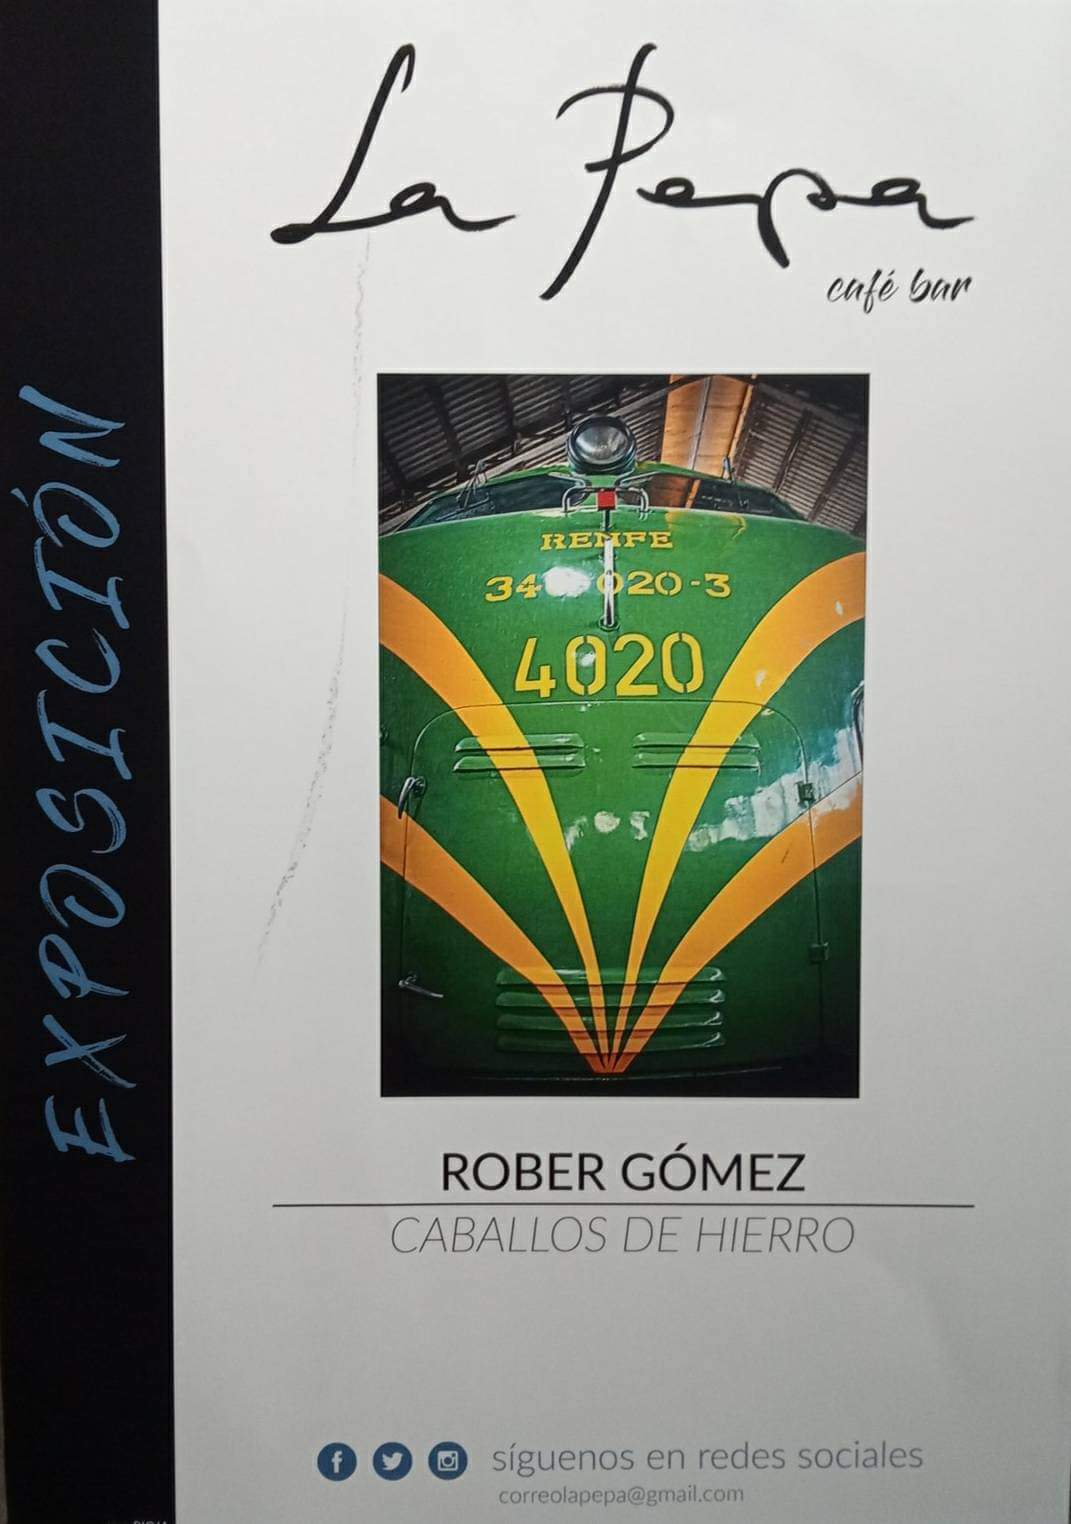 La Pepa
café bar
EXPOSICIÓN
RENFE
020-3
4020
ROBER GÓMEZ
CABALLOS DE HIERRO
síguenos en redes sociales
correolapepa@gmail.com